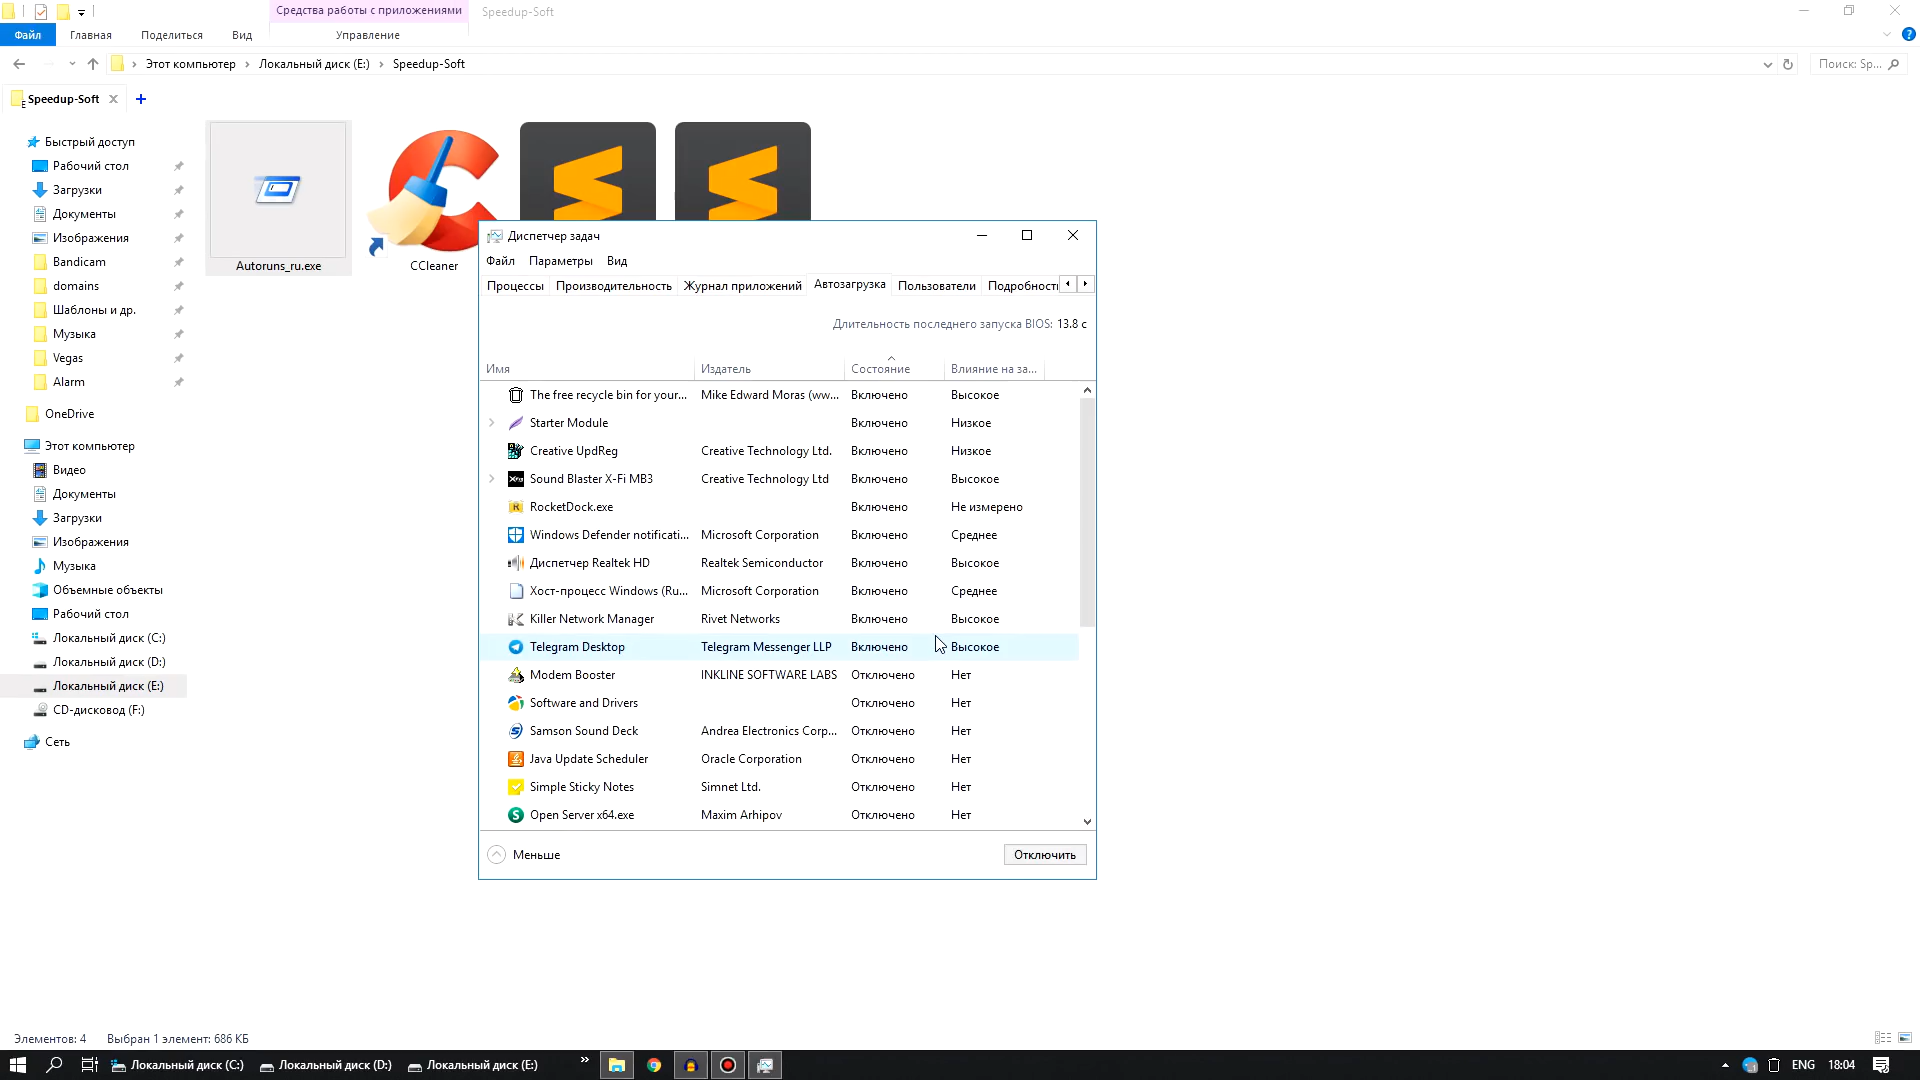 Средства работы с приложениями
Speedup-Soft
Файл
Главная
Поделиться
Вид
Управление
Этот компьютер
Локальный диск (E:)
Speedup-Soft
Поиск: Sp...
Speedup-Soft
Быстрый доступ
Рабочий стол
Загрузки
Документы
Изображения
Bandicam
domains
Шаблоны и др.
Музыка
Vegas
Alarm
OneDrive
Этот компьютер
Видео
Документы
Загрузки
Изображения
Музыка
Объемные объекты
Рабочий стол
Локальный диск (C:)
Локальный диск (D:)
Локальный диск (E:)
CD-дисковод (F:)
Сеть
Autoruns_ru.exe
CCleaner
Диспетчер задач
Файл Параметры Вид
Процессы Производительность Журнал приложений Автозагрузка Пользователи Подробности
Длительность последнего запуска BIOS: 13.8 с
Имя Издатель Состояние Влияние на за...
The free recycle bin for your... Mike Edward Moras (ww... Включено Высокое
Starter Module Включено Низкое
Creative UpdReg Creative Technology Ltd. Включено Низкое
Sound Blaster X-Fi MB3 Creative Technology Ltd Включено Высокое
RocketDock.exe Включено Не измерено
Windows Defender notificati... Microsoft Corporation Включено Среднее
Диспетчер Realtek HD Realtek Semiconductor Включено Высокое
Хост-процесс Windows (Ru... Microsoft Corporation Включено Среднее
Killer Network Manager Rivet Networks Включено Высокое
Telegram Desktop Telegram Messenger LLP Включено Высокое
Modem Booster INKLINE SOFTWARE LABS Отключено Нет
Software and Drivers Отключено Нет
Samson Sound Deck Andrea Electronics Corp... Отключено Нет
Java Update Scheduler Oracle Corporation Отключено Нет
Simple Sticky Notes Simnet Ltd. Отключено Нет
Open Server x64.exe Maxim Arhipov Отключено Нет
Меньше
Отключить
Элементов: 4 Выбран 1 элемент: 686 КБ
Локальный диск (C:) Локальный диск (D:) Локальный диск (E:) ENG 18:04